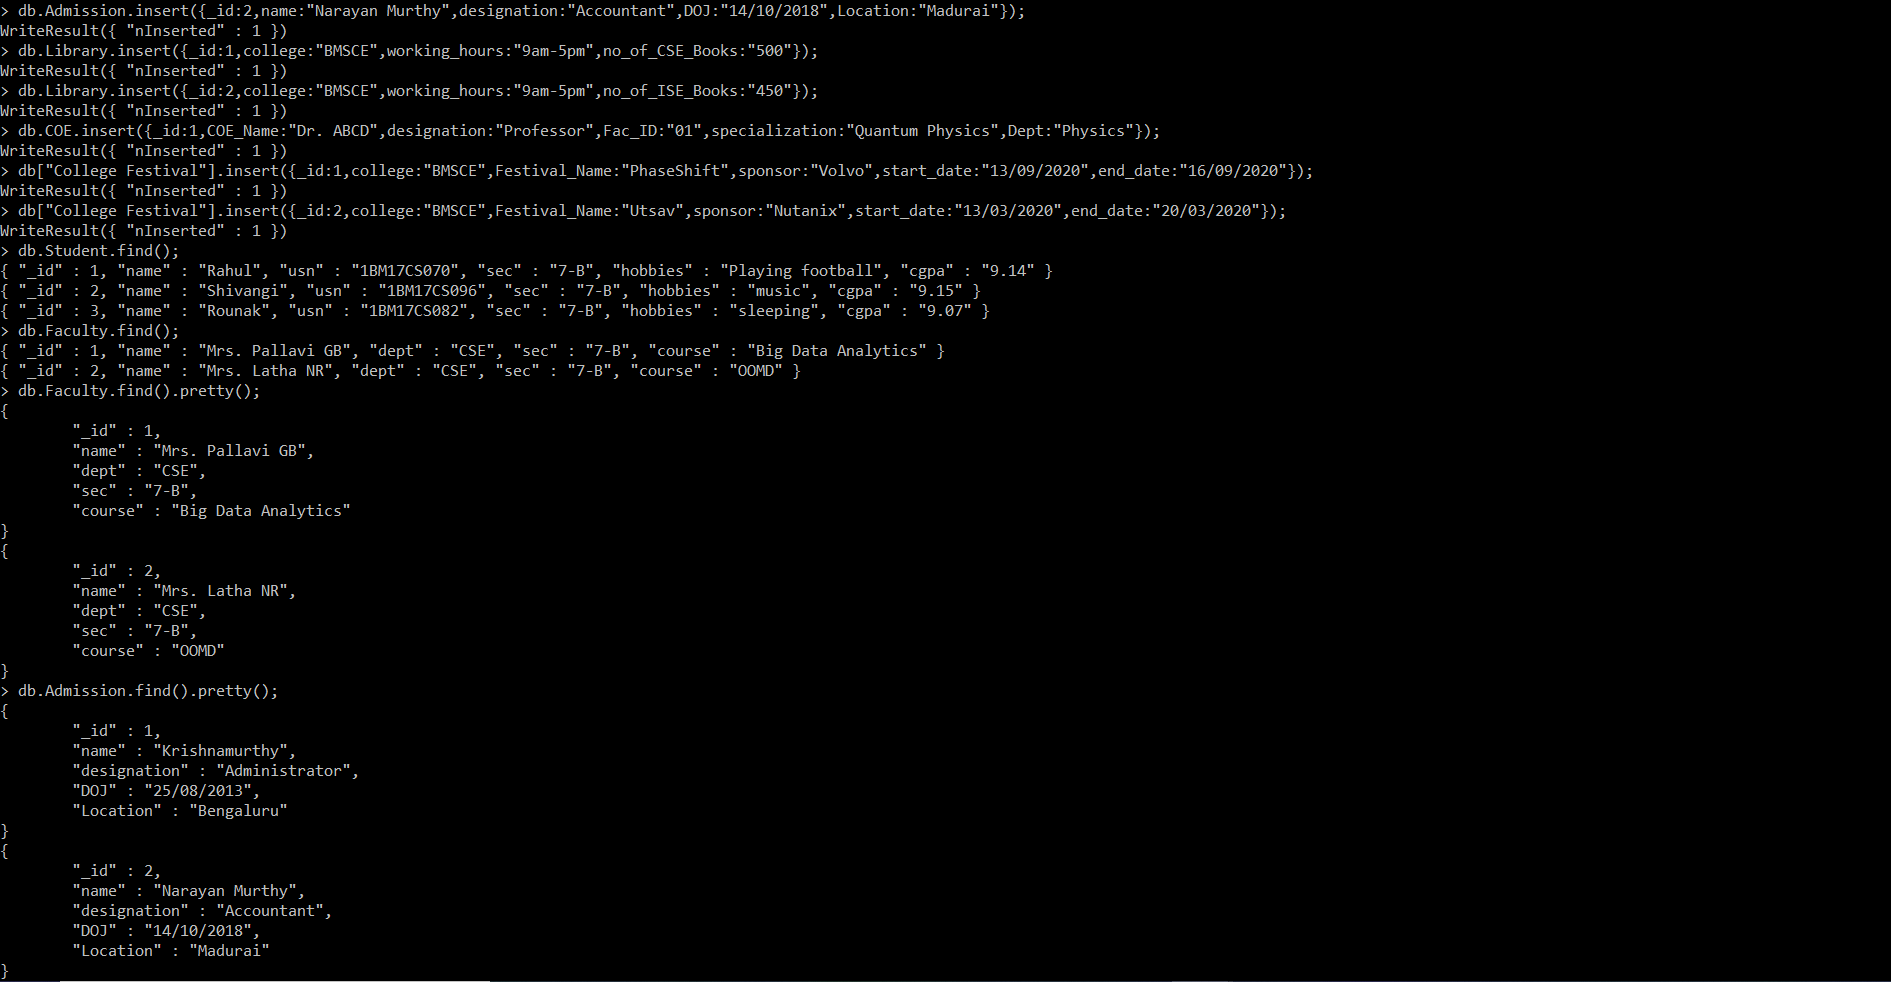 > db.Admission.insert({_id:2,name:"Narayan Murthy",designation:"Accountant",DOJ:"14/10/2018",Location:"Madurai"});
WriteResult({ "nInserted" : 1 })
> db.Library.insert({_id:1,college:"BMSCE",working_hours:"9am-5pm",no_of_CSE_Books:"500"});
WriteResult({ "nInserted" : 1 })
> db.Library.insert({_id:2,college:"BMSCE",working_hours:"9am-5pm",no_of_ISE_Books:"450"});
WriteResult({ "nInserted" : 1 })
> db.COE.insert({_id:1,COE_Name:"Dr. ABCD",designation:"Professor",Fac_ID:"01",specialization:"Quantum Physics",Dept:"Physics"});
WriteResult({ "nInserted" : 1 })
> db["College Festival"].insert({_id:1,college:"BMSCE",Festival_Name:"PhaseShift",sponsor:"Volvo",start_date:"13/09/2020",end_date:"16/09/2020"});
WriteResult({ "nInserted" : 1 })
> db["College Festival"].insert({_id:2,college:"BMSCE",Festival_Name:"Utsav",sponsor:"Nutanix",start_date:"13/03/2020",end_date:"20/03/2020"});
WriteResult({ "nInserted" : 1 })
> db.Student.find();
{ "_id" : 1, "name" : "Rahul", "usn" : "1BM17CS070", "sec" : "7-B", "hobbies" : "Playing football", "cgpa" : "9.14" }
{ "_id" : 2, "name" : "Shivangi", "usn" : "1BM17CS096", "sec" : "7-B", "hobbies" : "music", "cgpa" : "9.15" }
{ "_id" : 3, "name" : "Rounak", "usn" : "1BM17CS082", "sec" : "7-B", "hobbies" : "sleeping", "cgpa" : "9.07" }
> db.Faculty.find();
{ "_id" : 1, "name" : "Mrs. Pallavi GB", "dept" : "CSE", "sec" : "7-B", "course" : "Big Data Analytics" }
{ "_id" : 2, "name" : "Mrs. Latha NR", "dept" : "CSE", "sec" : "7-B", "course" : "OOMD" }
> db.Faculty.find().pretty();
{
"_id" : 1,
"name" : "Mrs. Pallavi GB",
"dept" : "CSE",
"sec" : "7-B",
"course" : "Big Data Analytics"
}
{
"_id" : 2,
"name" : "Mrs. Latha NR",
"dept" : "CSE",
"sec" : "7-B",
"course" : "OOMD"
}
> db.Admission.find().pretty();
{
"_id" : 1,
"name" : "Krishnamurthy",
"designation" : "Administrator",
"DOJ" : "25/08/2013",
"Location" : "Bengaluru"
}
{
"_id" : 2,
"name" : "Narayan Murthy",
"designation" : "Accountant",
"DOJ" : "14/10/2018",
"Location" : "Madurai"
}